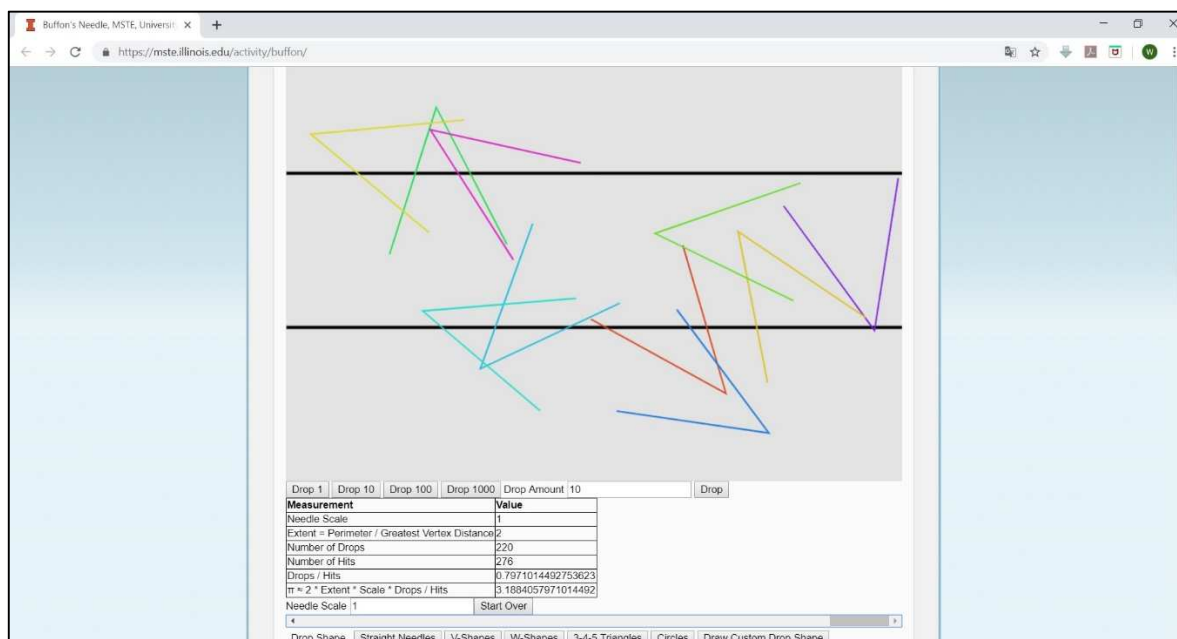 Buffon's Needle, MSTE, Universit
https://mste.illinois.edu/activity/buffon/
W
Drop 1 Drop 10 Drop 100 Drop 1000 Drop Amount 10 Drop
Measurement Value
Needle Scale 1
Extent = Perimeter / Greatest Vertex Distance 2
Number of Drops 220
Number of Hits 276
Drops / Hits 0.7971014492753623
π ≈ 2 * Extent * Scale * Drops / Hits 3.1884057971014492
Needle Scale 1 Start Over
Drop Shape Straight Needles V-Shapes W-Shapes 3-4-5 Triangles Circles Draw Custom Drop Shape